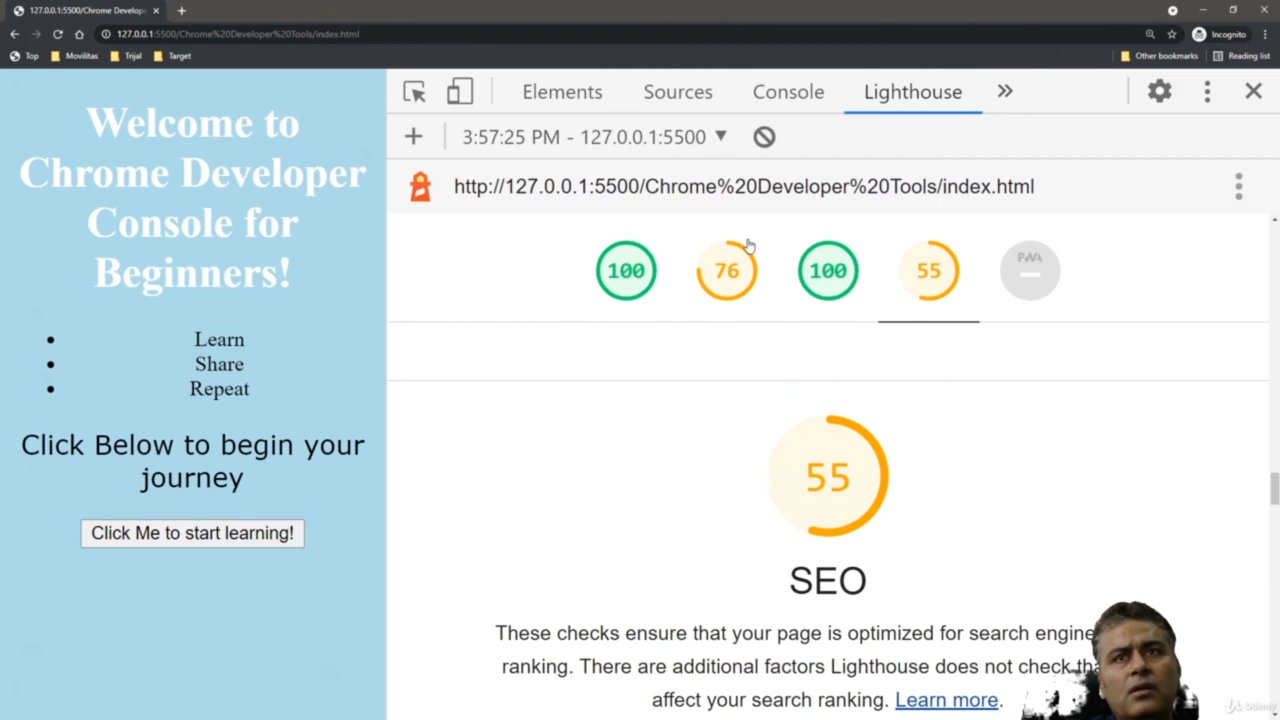 127.0.0.1:5500/Chrome Develop
127.0.0.1:5500/Chrome%20Developer%20Tools/index.html
Incognito
Top
Movilitas
Trijal
Target
Other bookmarks
Reading list
Welcome to
Chrome Developer
Console for
Beginners!
Learn
Share
Repeat
Click Below to begin your
journey
Click Me to start learning!
Elements
Sources
Console
Lighthouse
3:57:25 PM - 127.0.0.1:5500
http://127.0.0.1:5500/Chrome%20Developer%20Tools/index.html
100
76
100
55
PWA
55
SEO
These checks ensure that your page is optimized for search engine
ranking. There are additional factors Lighthouse does not check
affect your search ranking. Learn more.
Udemy